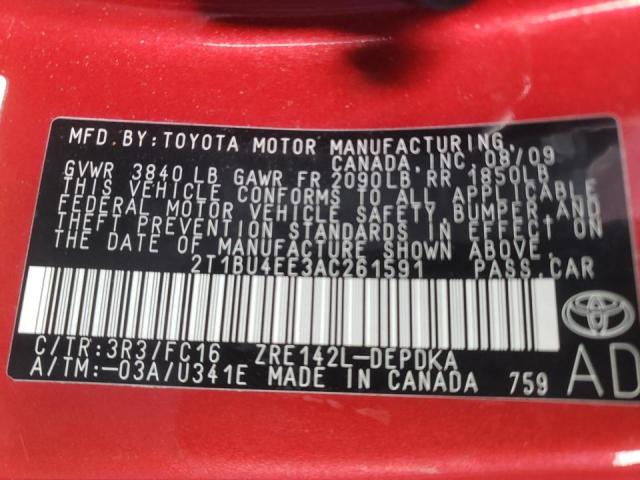 MFD. BY: TOYOTA MOTOR MANUFACTURING,
CANADA, INC. 08/09
GVWR 3840 LB GAWR FR 2090LB, RR 1850LB
THIS VEHICLE CONFORMS TO ALL APPLICABLE
FEDERAL MOTOR VEHICLE SAFETY, BUMPER, AND
THEFT PREVENTION STANDARDS IN EFFECT ON
THE DATE OF MANUFACTURE SHOWN ABOVE.
2T1BU4EE3AC261591 PASS. CAR
C/TR: 3R3/FC16 ZRE142L-DEPDKA
A/TM: -03A/U341E MADE IN CANADA 759
AD